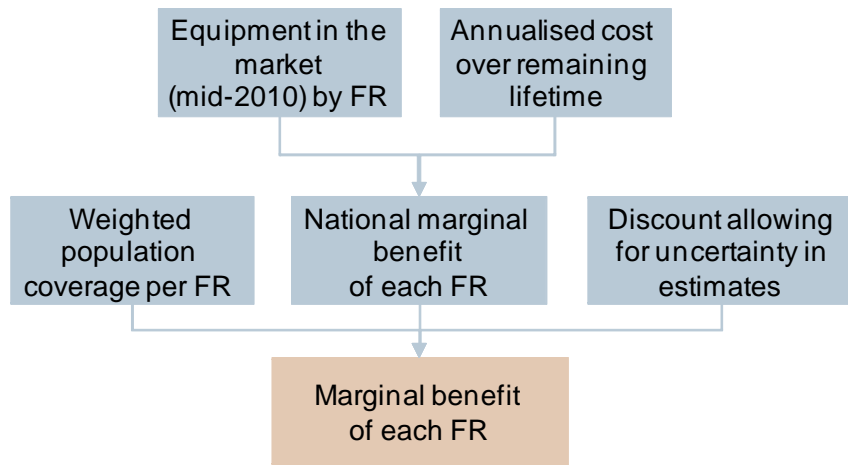 Equipment in the
market
(mid-2010) by FR
Annualised cost
over remaining
lifetime
Weighted
population
coverage per FR
National marginal
benefit
of each FR
Discount allowing
for uncertainty in
estimates
Marginal benefit
of each FR